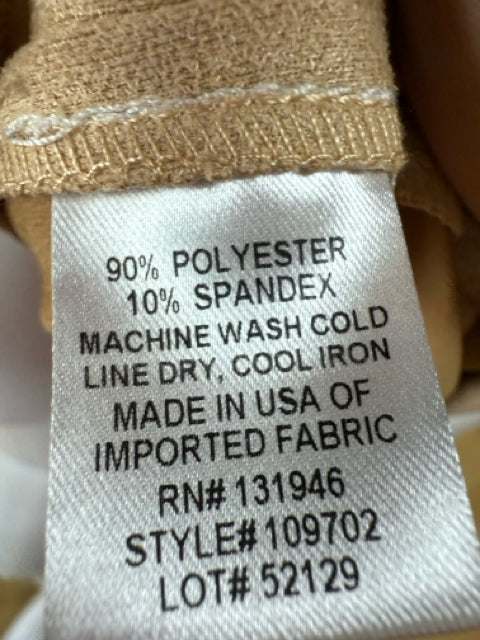 90% POLYESTER
10% SPANDEX
MACHINE WASH COLD
LINE DRY, COOL IRON
MADE IN USA OF
IMPORTED FABRIC
RN# 131946
STYLE# 109702
LOT# 52129